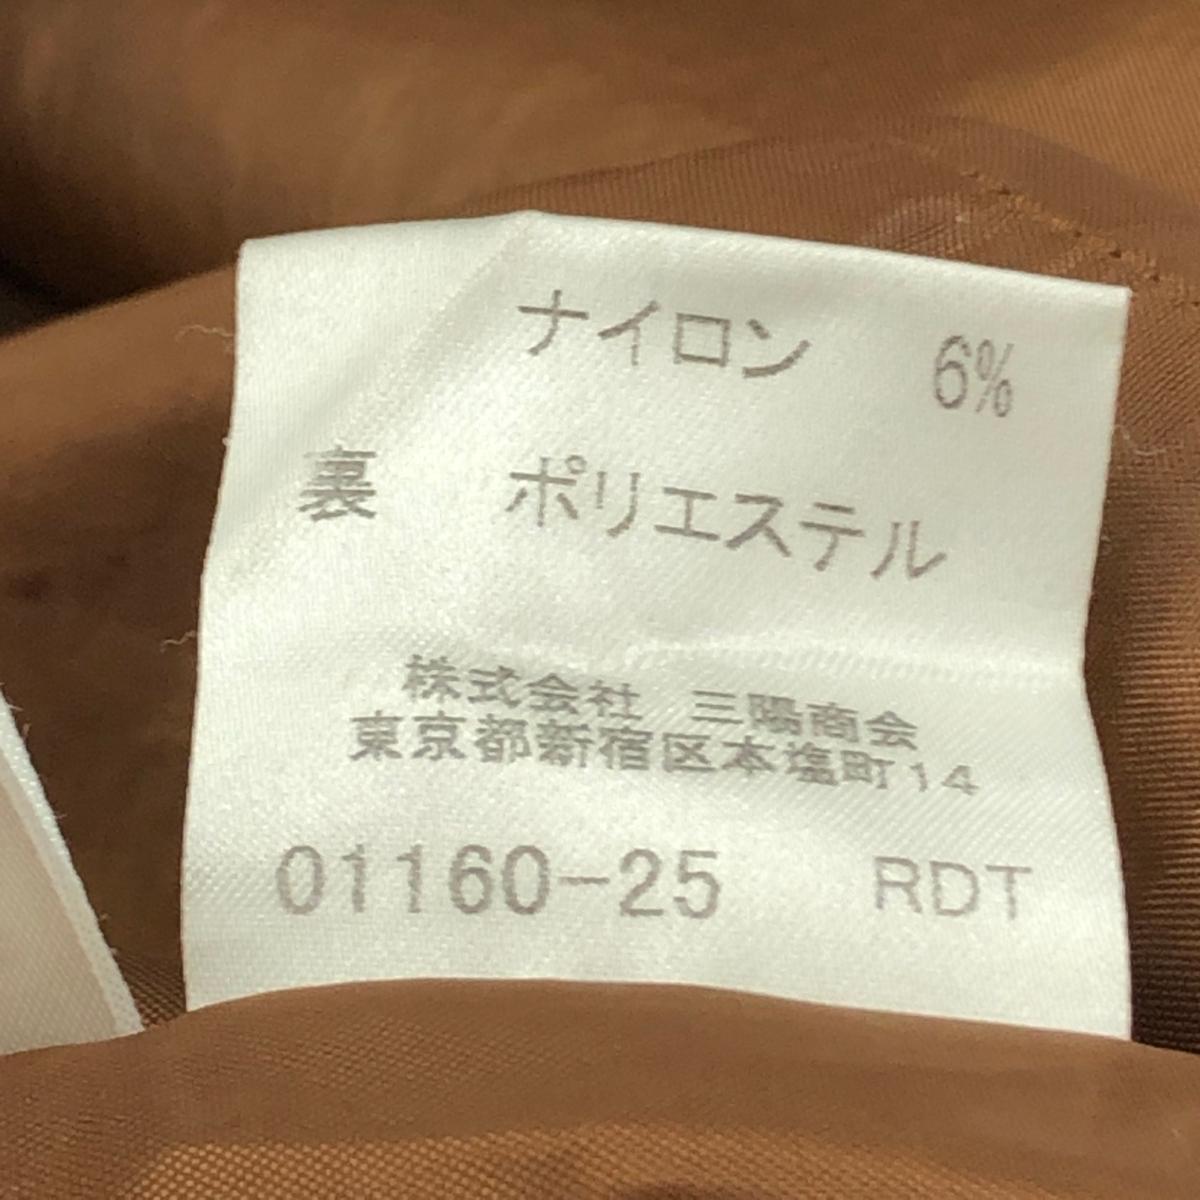 ナイロン 6%
裏 ポリエステル
株式会社 三陽商会
東京都新宿区本塩町14
01160-25 RDT